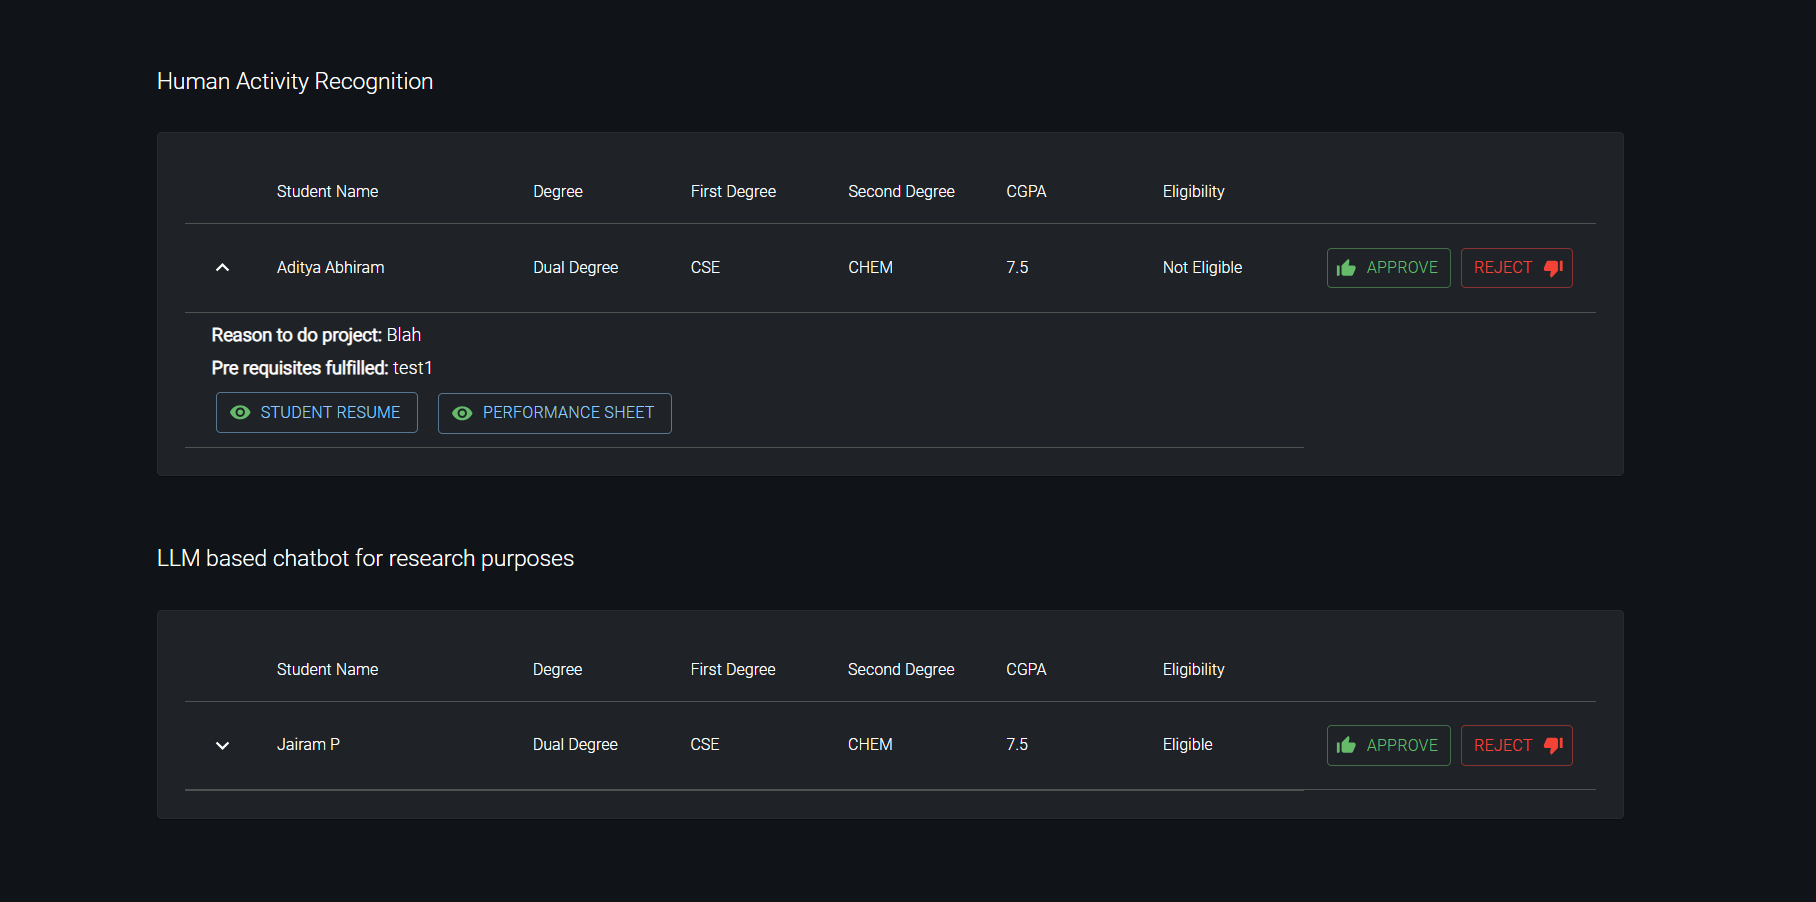 Human Activity Recognition
Student Name Degree First Degree Second Degree CGPA Eligibility
Aditya Abhiram Dual Degree CSE CHEM 7.5 Not Eligible APPROVE REJECT
Reason to do project: Blah
Pre requisites fulfilled: test1
STUDENT RESUME PERFORMANCE SHEET
LLM based chatbot for research purposes
Student Name Degree First Degree Second Degree CGPA Eligibility
Jairam P Dual Degree CSE CHEM 7.5 Eligible APPROVE REJECT